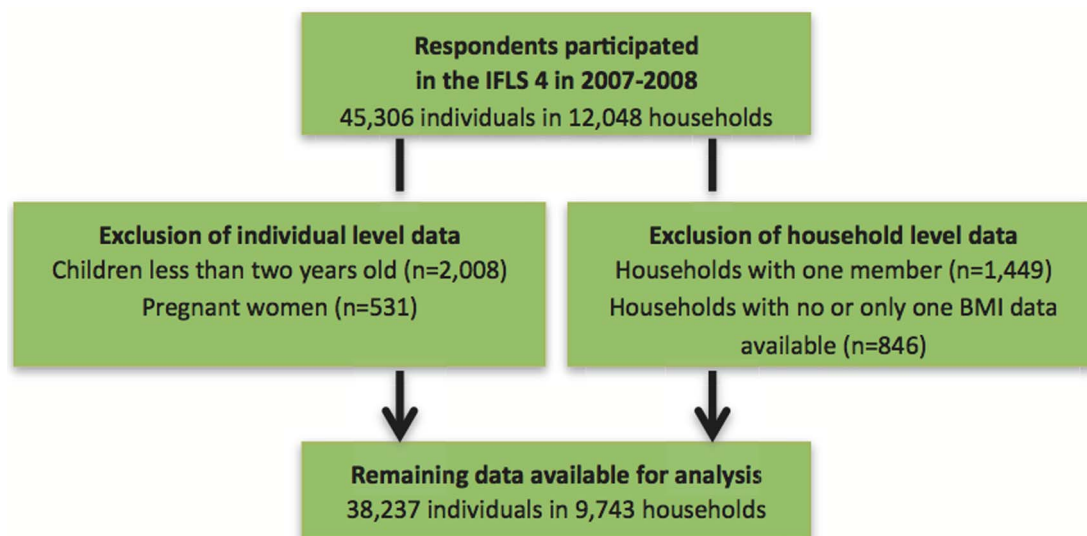 Respondents participated
in the IFLS 4 in 2007-2008
45,306 individuals in 12,048 households
Exclusion of individual level data
Children less than two years old (n=2,008)
Pregnant women (n=531)
Exclusion of household level data
Households with one member (n=1,449)
Households with no or only one BMI data
available (n=846)
Remaining data available for analysis
38,237 individuals in 9,743 households